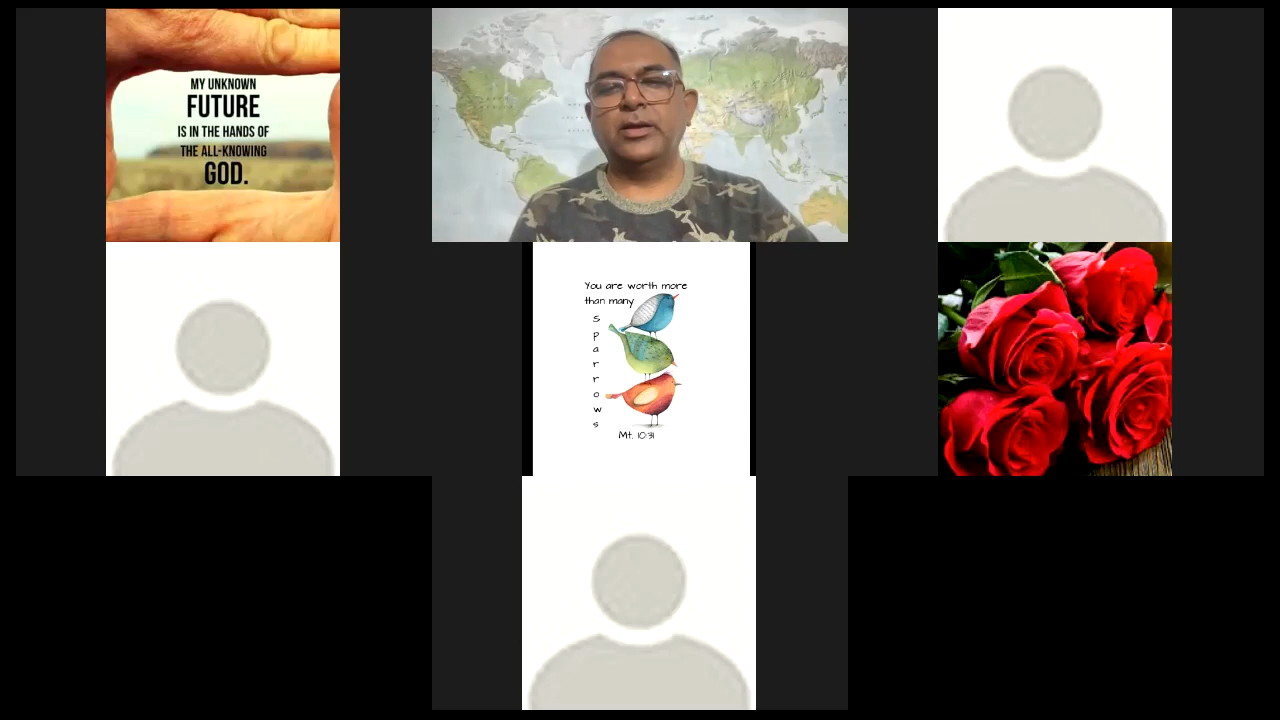 MY UNKNOWN
FUTURE
IS IN THE HANDS OF
THE ALL-KNOWING
GOD.
You are worth more
than many
s
p
a
r
r
o
w
s
Mt. 10:31